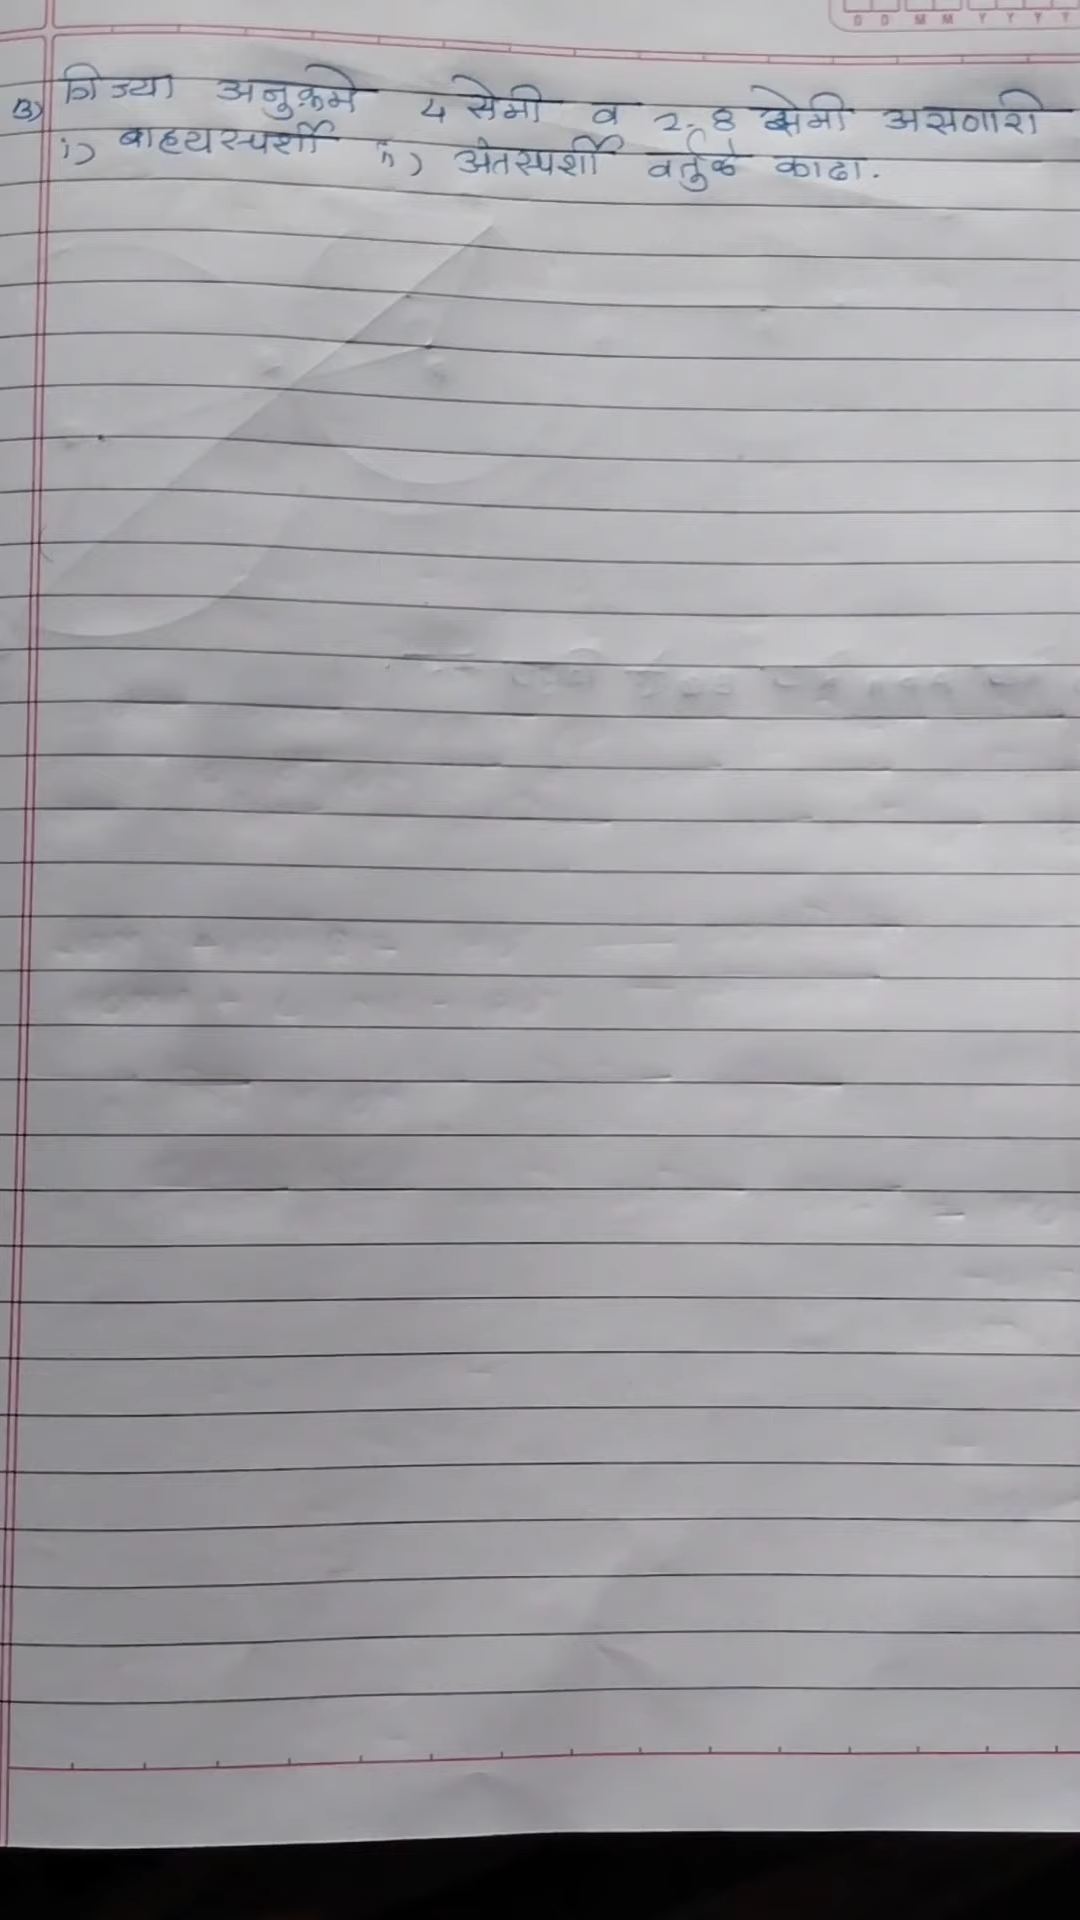 D D M M Y Y Y Y
3) त्रिज्या अनुक्रमे 4 सेमी व 2.8 सेमी असणारी
i) बाह्यस्पर्शी ii) अंतस्पर्शी वर्तुळे काढा.